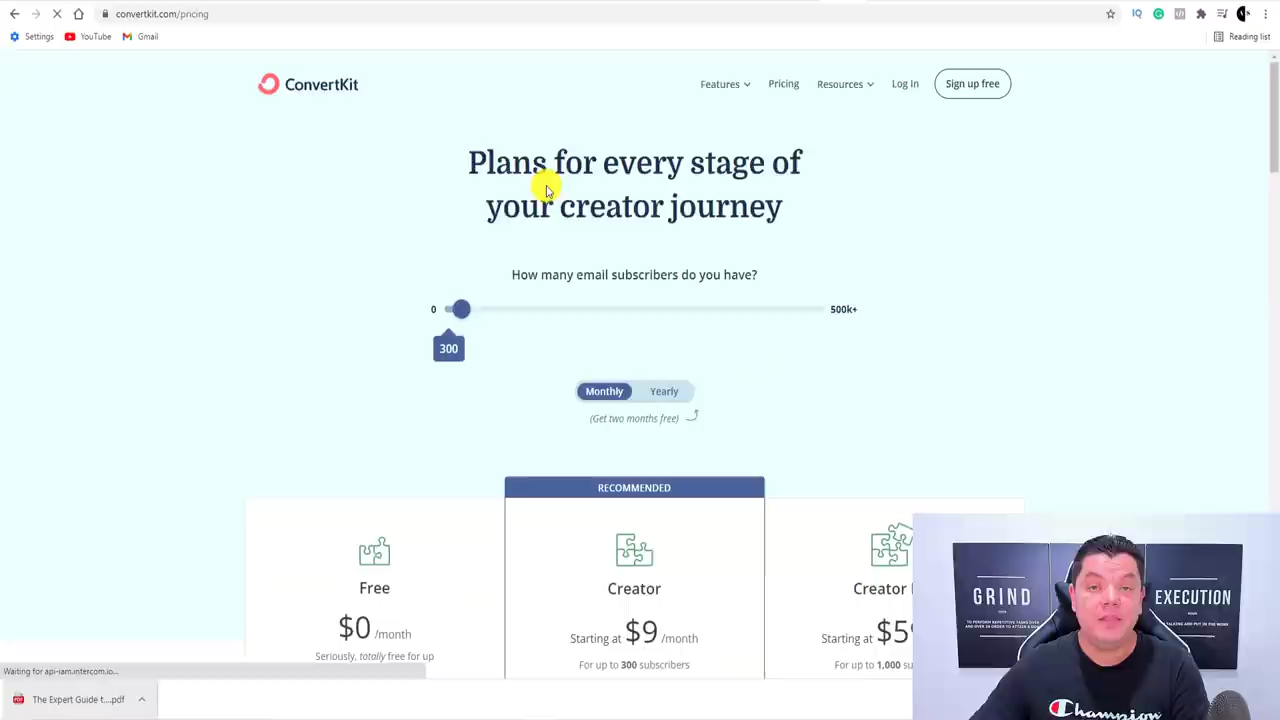 convertkit.com/pricing
Settings YouTube Gmail Reading list
ConvertKit Features Pricing Resources Log In Sign up free
Plans for every stage of
your creator journey
How many email subscribers do you have?
0 500k+
300
Monthly Yearly
(Get two months free)
RECOMMENDED
Free Creator Creator
$0 /month Starting at $9 /month Starting at
Seriously, totally free for up For up to 300 subscribers For up to 1,000
GRIND
EXECUTION
Waiting for api-iam.intercom.io...
The Expert Guide t....pdf
Champion